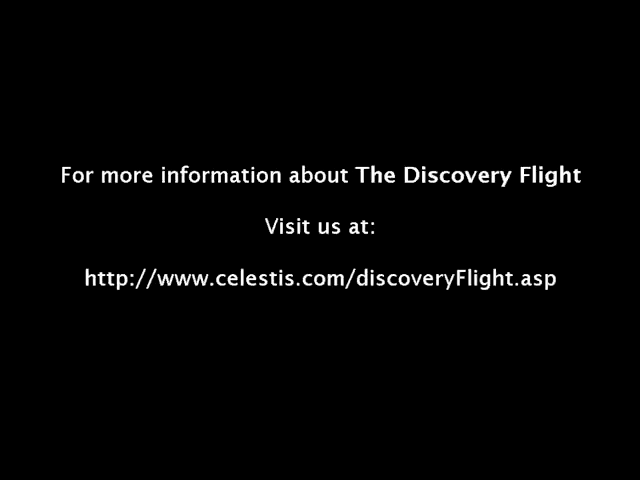 For more information about The Discovery Flight
Visit us at:
http://www.celestis.com/discoveryFlight.asp